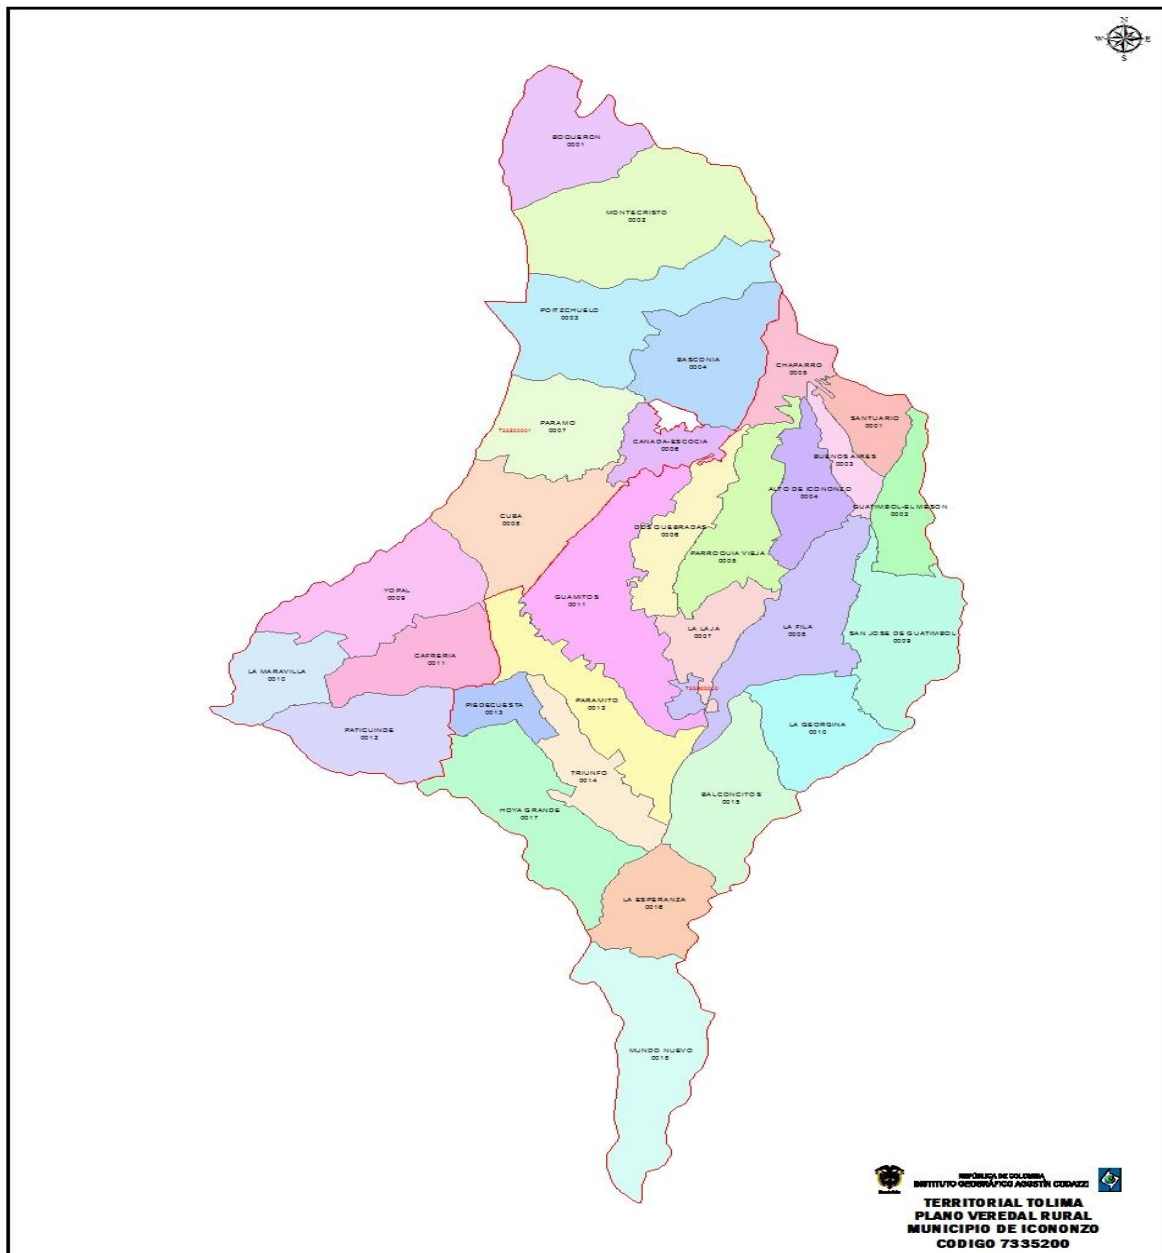 N
W E
S
BOQUERON
0001
MONTECRISTO
0002
POITZCHUELO
0003
BASCONIA
0004
CHAPARRO
0005
SANTUARIO
0001
PARAMO
0007
CANADA-ESCOCIA
0006
BUENOS AIRES
0003
ALTO DE ICONONZO
0004
GUATIMBOL-EL MESON
0002
CUBA
0008
DOS QUEBRADAS
0006
PARROQUIA VIEJA
0005
YOPAL
0009
GUAMITOS
0011
LA LAJA
0007
LA FILA
0008
SAN JOSE DE GUATIMBOL
0009
CAFRERIA
0011
LA MARAVILLA
0010
PIEDECUESTA
0013
PARAMITO
0012
PATICUINDE
0012
LA GEORGINA
0010
TRIUNFO
0014
BALCONCITOS
0015
HOYA GRANDE
0017
LA ESPERANZA
0016
MUNDO NUEVO
REPÚBLICA DE COLOMBIA
INSTITUTO GEOGRÁFICO AGUSTÍN CODAZZI
TERRITORIAL TOLIMA
PLANO VEREDAL RURAL
MUNICIPIO DE ICONONZO
CODIGO 7335200